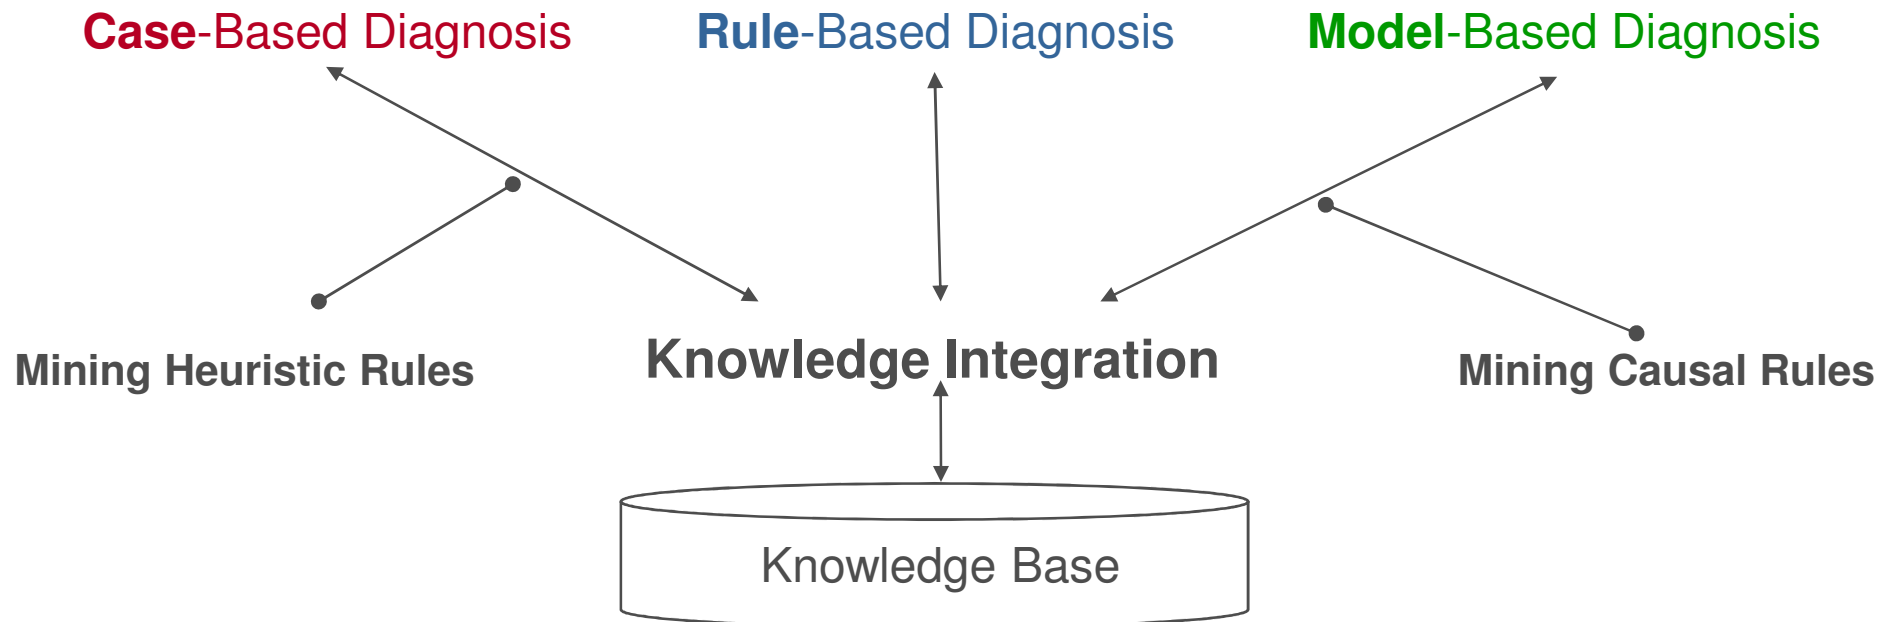 Case-Based Diagnosis
Rule-Based Diagnosis
Model-Based Diagnosis
Mining Heuristic Rules
Knowledge Integration
Mining Causal Rules
Knowledge Base